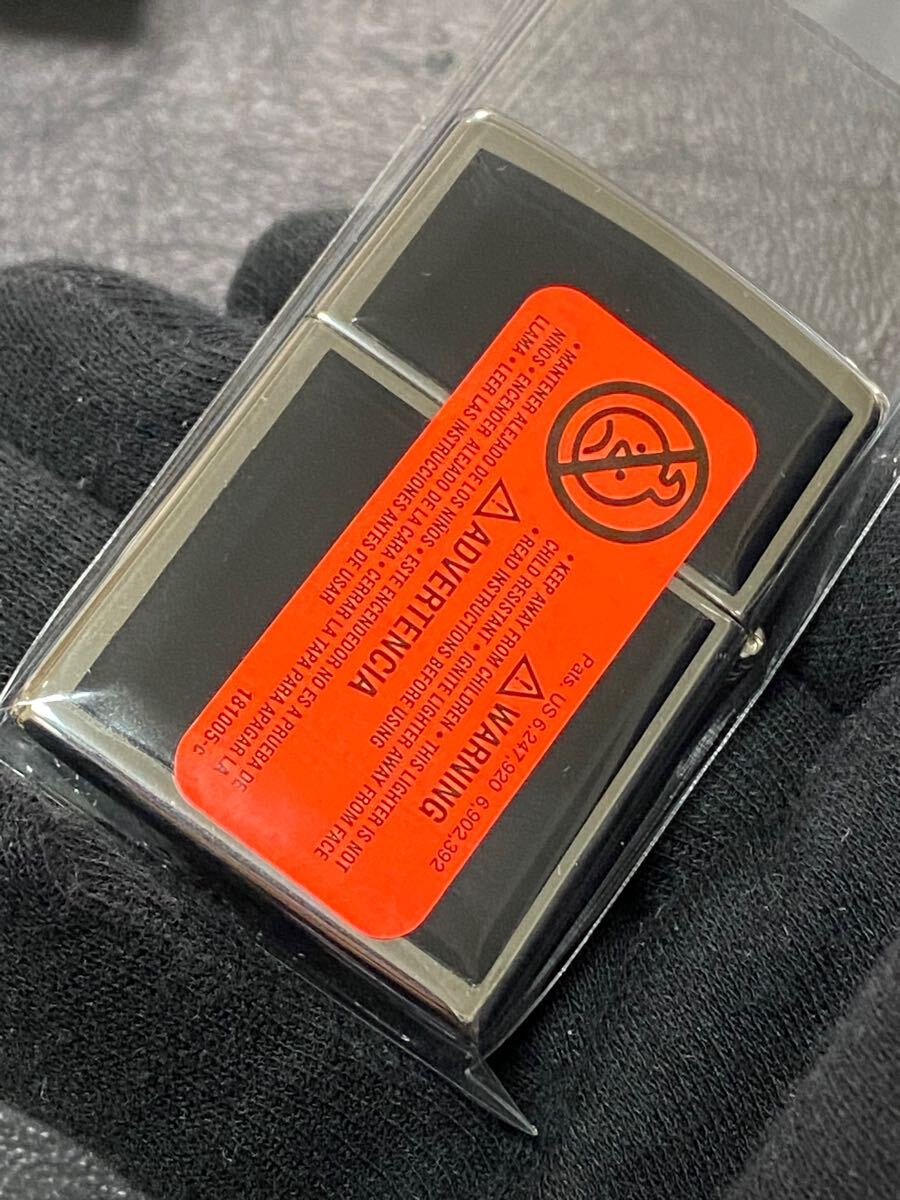 Pats. US 6,247,920 6,902,392
⚠ WARNING
• KEEP AWAY FROM CHILDREN • THIS LIGHTER IS NOT
CHILD RESISTANT • IGNITE LIGHTER AWAY FROM FACE
• READ INSTRUCTIONS BEFORE USING
⚠ ADVERTENCIA
• MANTENER ALEJADO DE LOS NIÑOS • ESTE ENCENDEDOR NO ES A PRUEBA DE
NIÑOS • ENCENDER ALEJADO DE LA CARA • CERRAR LA TAPA PARA APAGAR LA
LLAMA • LEER LAS INSTRUCCIONES ANTES DE USAR
181005-c